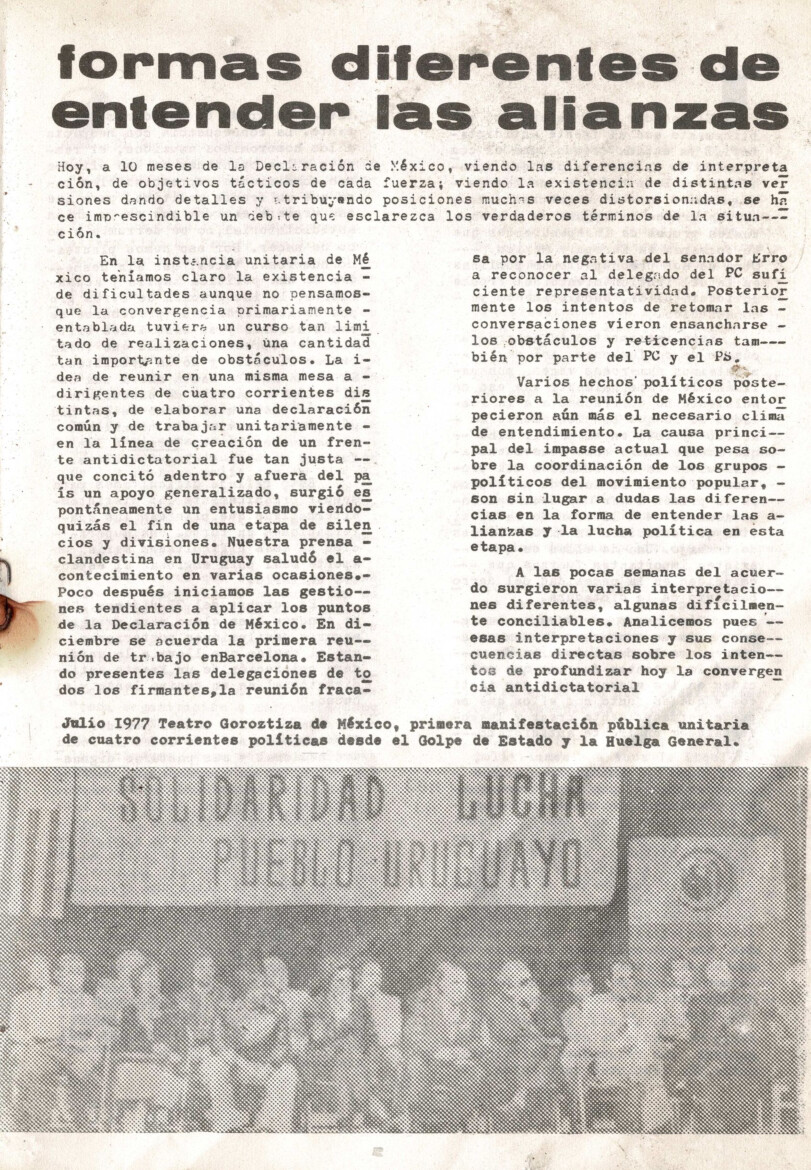 formas diferentes de
entender las alianzas
Hoy, a 10 meses de la Declaración de México, viendo las diferencias de interpreta
ción, de objetivos tácticos de cada fuerza; viendo la existencia de distintas ver
siones dando detalles y atribuyendo posiciones muchas veces distorsionadas, se ha
ce imprescindible un debate que esclarezca los verdaderos términos de la situa---
ción.
En la instancia unitaria de Mé
xico teníamos claro la existencia -
de dificultades aunque no pensamos-
que la convergencia primariamente -
entablada tuviera un curso tan limi
tado de realizaciones, una cantidad
tan importante de obstáculos. La i-
dea de reunir en una misma mesa a -
dirigentes de cuatro corrientes dis
tintas, de elaborar una declaración
común y de trabajar unitariamente -
en la línea de creación de un fren-
te antidictatorial fue tan justa --
que concitó adentro y afuera del pa
ís un apoyo generalizado, surgió es
pontáneamente un entusiasmo viendo-
quizás el fin de una etapa de silen
cios y divisiones. Nuestra prensa -
clandestina en Uruguay saludó el a-
contecimiento en varias ocasiones.-
Poco después iniciamos las gestio--
nes tendientes a aplicar los puntos
de la Declaración de México. En di-
ciembre se acuerda la primera reu--
nión de trabajo enBarcelona. Estan-
do presentes las delegaciones de to
dos los firmantes,la reunión fraca-
sa por la negativa del senador Erro
a reconocer al delegado del PC sufi
ciente representatividad. Posterior
mente los intentos de retomar las -
conversaciones vieron ensancharse -
los obstáculos y reticencias tam---
bién por parte del PC y el PS.
Varios hechos políticos poste-
riores a la reunión de México entor
pecieron aún más el necesario clima
de entendimiento. La causa princi--
pal del impasse actual que pesa so-
bre la coordinación de los grupos -
políticos del movimiento popular, -
son sin lugar a dudas las diferen--
cias en la forma de entender las a-
lianzas y la lucha política en esta
etapa.
A las pocas semanas del acuer-
do surgieron varias interpretacio--
nes diferentes, algunas difícilmen-
te conciliables. Analicemos pues --
esas interpretaciones y sus conse--
cuencias directas sobre los inten--
tos de profundizar hoy la convergen
cia antidictatorial
Julio 1977 Teatro Goroztiza de México, primera manifestación pública unitaria
de cuatro corrientes políticas desde el Golpe de Estado y la Huelga General.
SOLIDARIDAD LUCHA
PUEBLO URUGUAYO